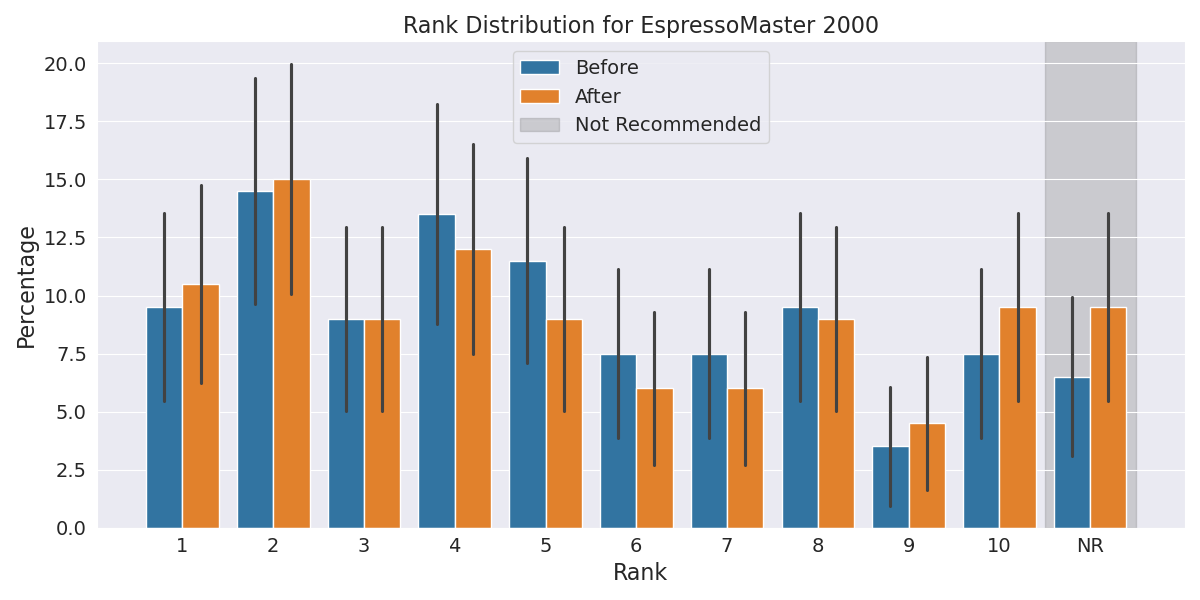 Rank Distribution for EspressoMaster 2000
Before
After
Not Recommended
Percentage
20.0
17.5
15.0
12.5
10.0
7.5
5.0
2.5
0.0
1 2 3 4 5 6 7 8 9 10 NR
Rank